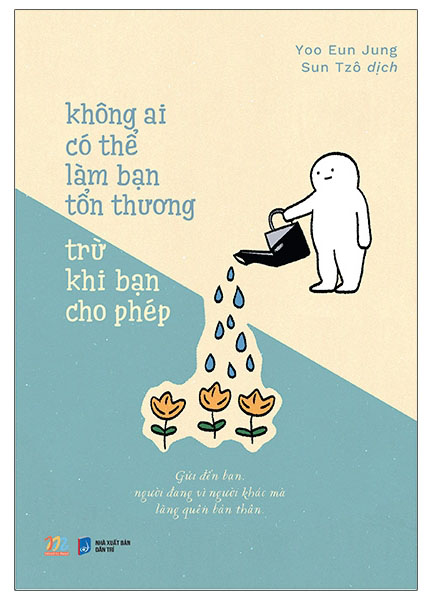 Yoo Eun Jung
Sun Tzô dịch
không ai
có thể
làm bạn
tổn thương
trừ
khi bạn
cho phép
Gửi đến bạn,
người đang vì người khác mà
lãng quên bản thân.
NHÀ XUẤT BẢN
DÂN TRÍ